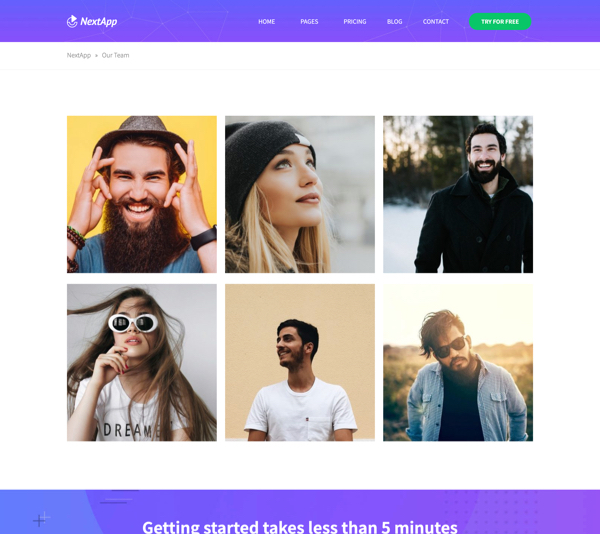 NextApp
HOME PAGES PRICING BLOG CONTACT TRY FOR FREE
NextApp » Our Team
DREAME
Getting started takes less than 5 minutes